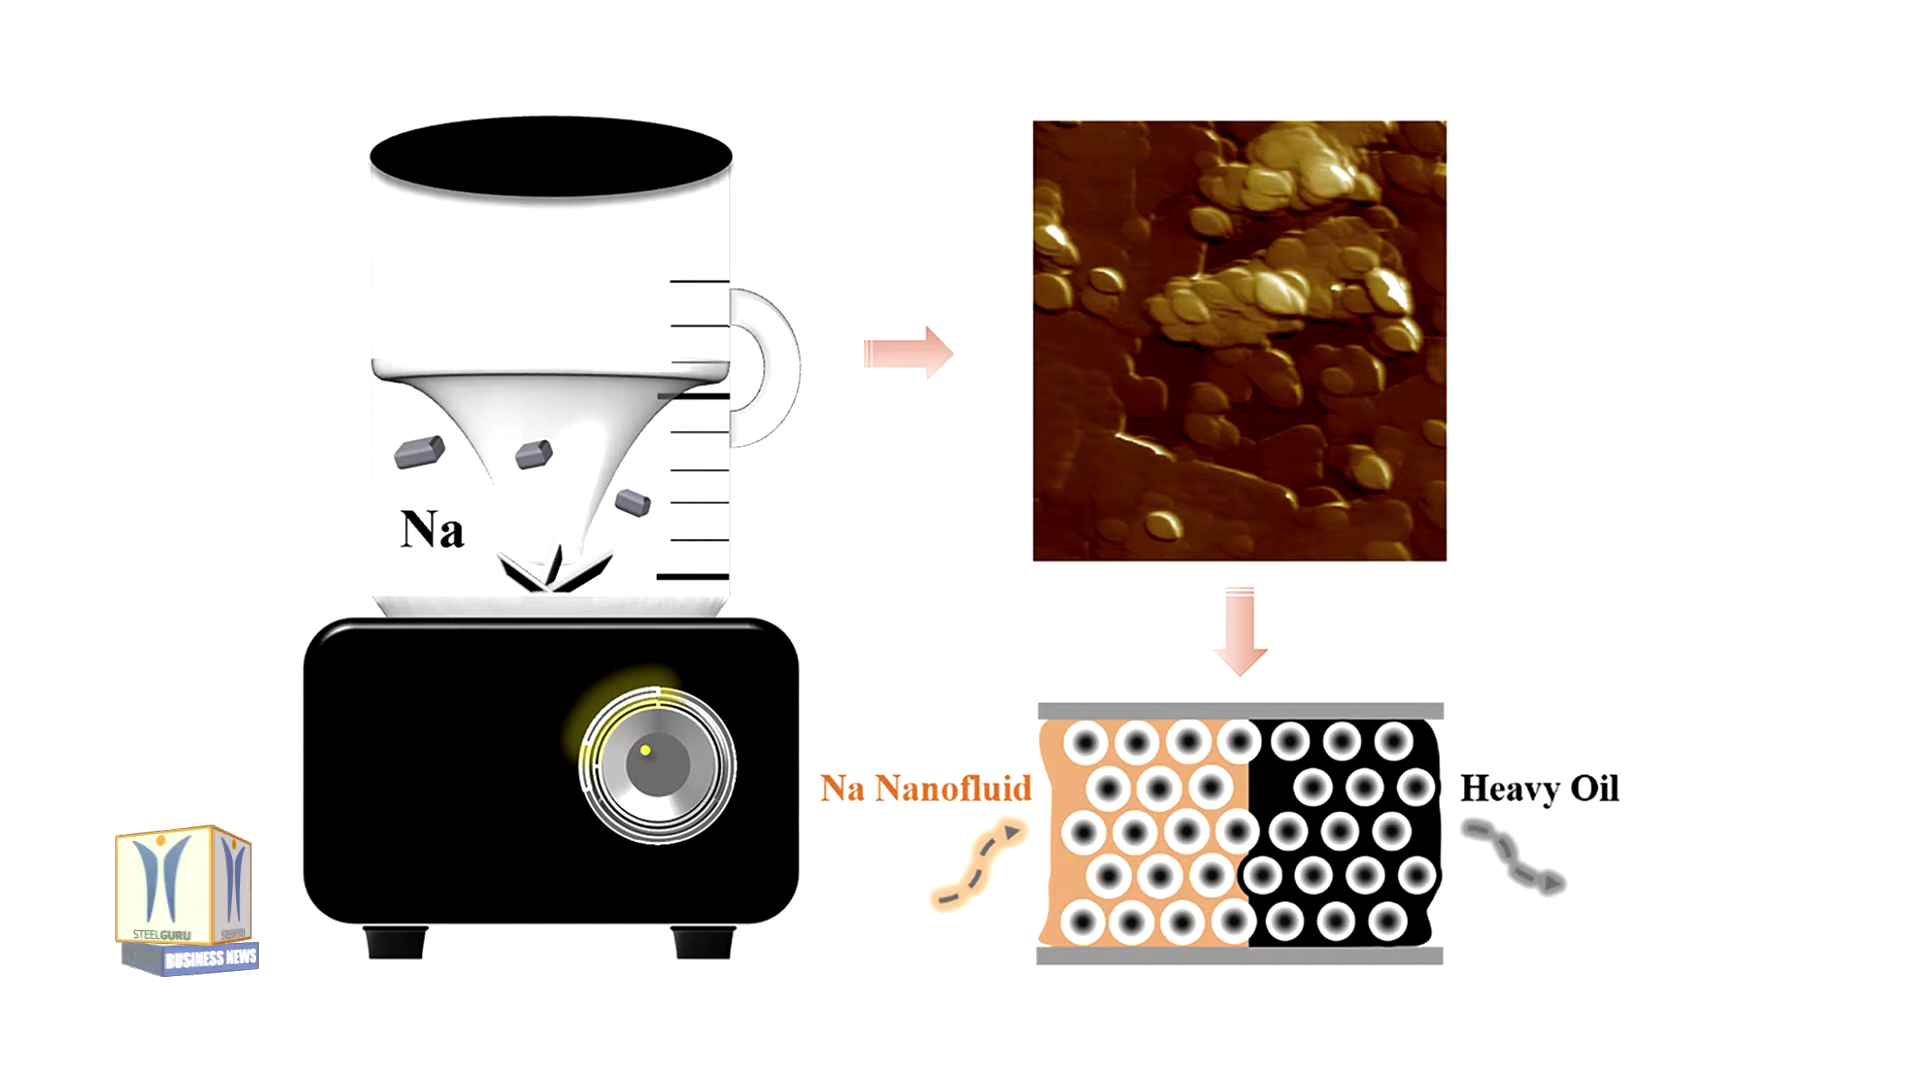 Na
Na Nanofluid
Heavy Oil
STEELGURU
BUSINESS NEWS